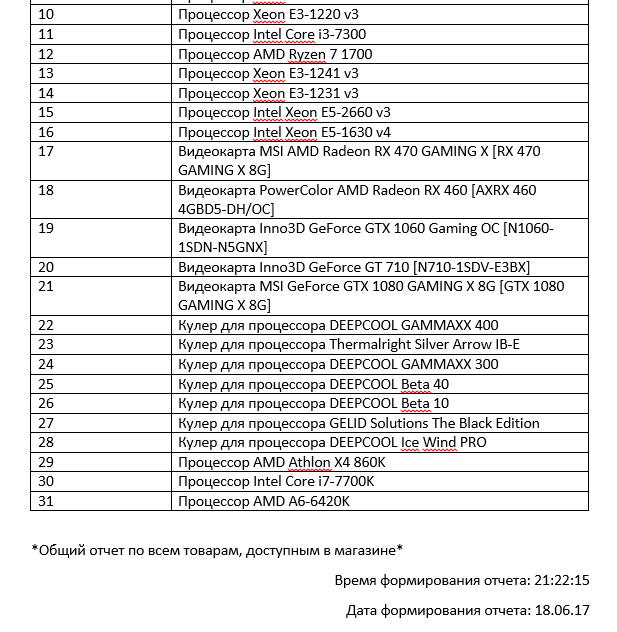 10 Процессор Xeon E3-1220 v3
11 Процессор Intel Core i3-7300
12 Процессор AMD Ryzen 7 1700
13 Процессор Xeon E3-1241 v3
14 Процессор Xeon E3-1231 v3
15 Процессор Intel Xeon E5-2660 v3
16 Процессор Intel Xeon E5-1630 v4
17 Видеокарта MSI AMD Radeon RX 470 GAMING X [RX 470
GAMING X 8G]
18 Видеокарта PowerColor AMD Radeon RX 460 [AXRX 460
4GBD5-DH/OC]
19 Видеокарта Inno3D GeForce GTX 1060 Gaming OC [N1060-
1SDN-N5GNX]
20 Видеокарта Inno3D GeForce GT 710 [N710-1SDV-E3BX]
21 Видеокарта MSI GeForce GTX 1080 GAMING X 8G [GTX 1080
GAMING X 8G]
22 Кулер для процессора DEEPCOOL GAMMAXX 400
23 Кулер для процессора Thermalright Silver Arrow IB-E
24 Кулер для процессора DEEPCOOL GAMMAXX 300
25 Кулер для процессора DEEPCOOL Beta 40
26 Кулер для процессора DEEPCOOL Beta 10
27 Кулер для процессора GELID Solutions The Black Edition
28 Кулер для процессора DEEPCOOL Ice Wind PRO
29 Процессор AMD Athlon X4 860K
30 Процессор Intel Core i7-7700K
31 Процессор AMD A6-6420K
*Общий отчет по всем товарам, доступным в магазине*
Время формирования отчета: 21:22:15
Дата формирования отчета: 18.06.17